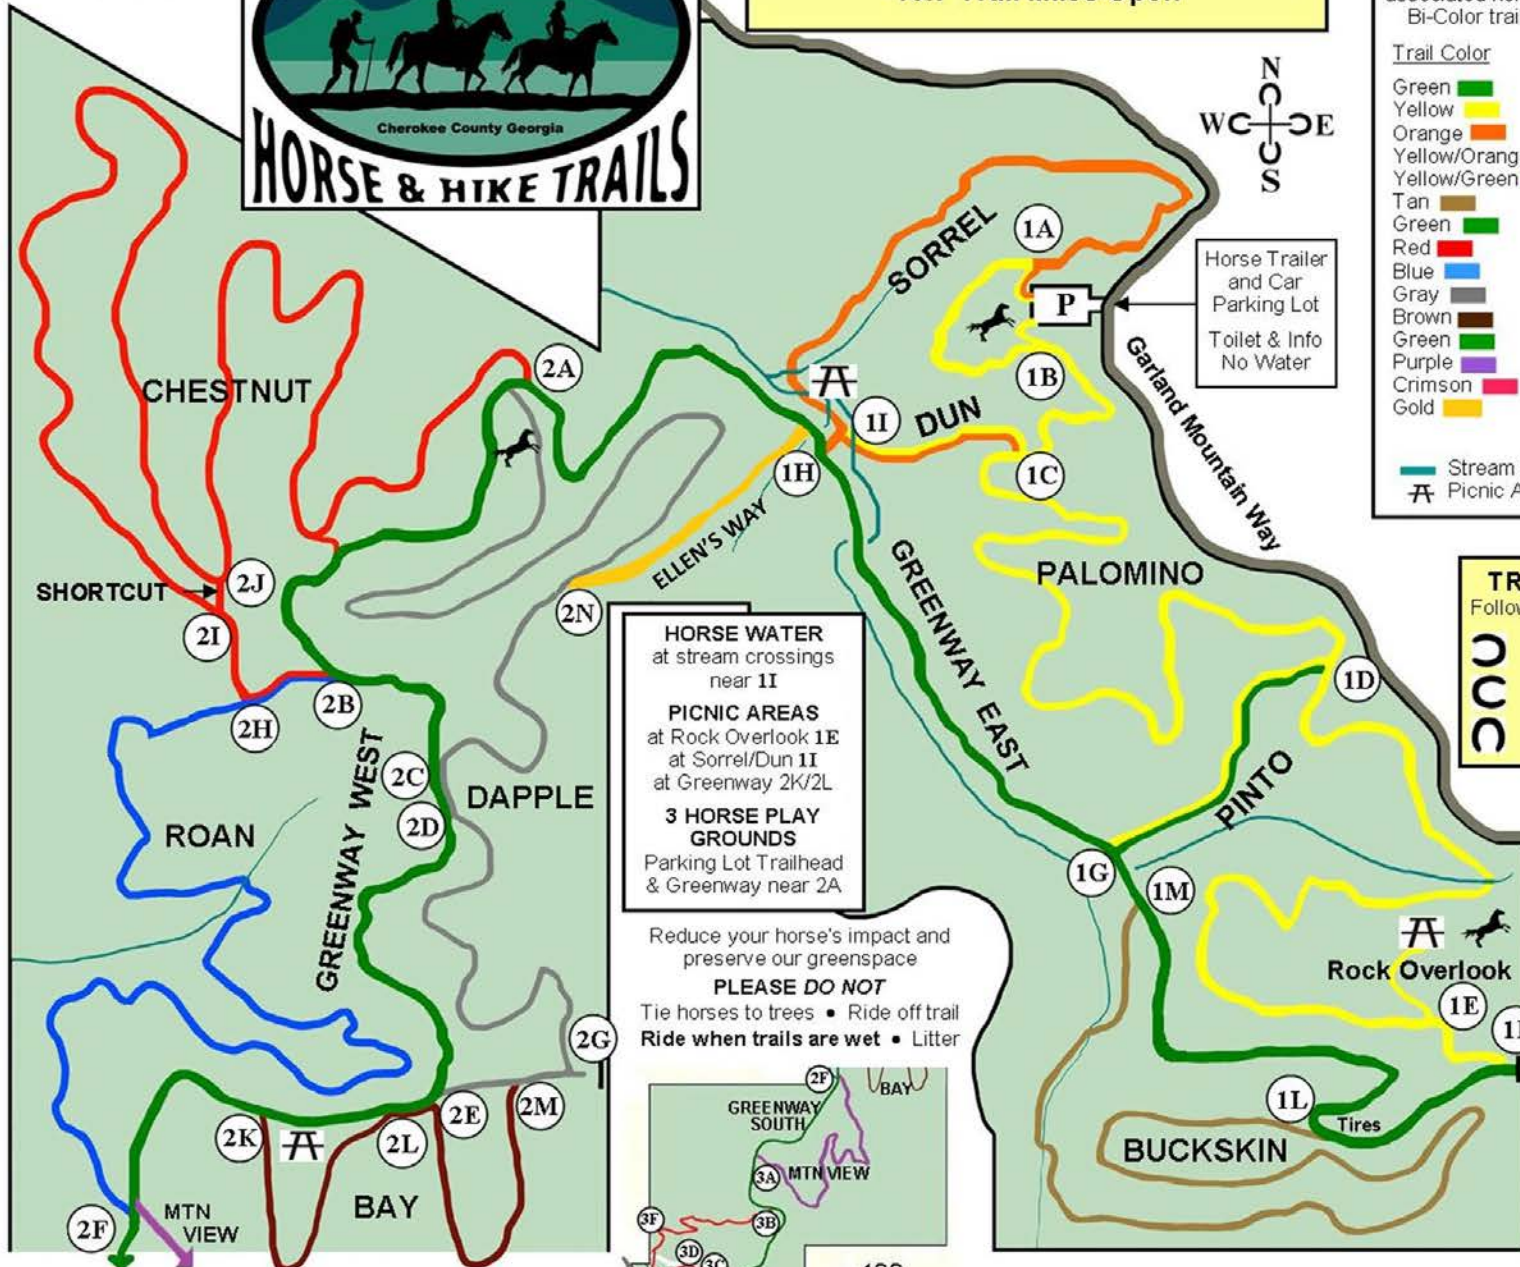 Cherokee County Georgia
HORSE & HIKE TRAILS
N
W E
S
Bi-Color trai
Trail Color
Green
Yellow
Orange
Yellow/Orang
Yellow/Green
Tan
Green
Red
Blue
Gray
Brown
Green
Purple
Crimson
Gold
Stream
Picnic A
Horse Trailer
and Car
Parking Lot
Toilet & Info
No Water
P
Garland Mountain Way
SORREL
1A
1B
DUN
1I
1C
1H
PALOMINO
1D
GREENWAY EAST
PINTO
1G
1M
Rock Overlook
1E
1L
Tires
BUCKSKIN
TR
Follow
CHESTNUT
2A
SHORTCUT
2J
2I
ELLEN'S WAY
2N
2B
2H
2C
2D
DAPPLE
ROAN
GREENWAY WEST
2G
2E
2M
2K
2L
BAY
2F
MTN
VIEW
HORSE WATER
at stream crossings
near 1I
PICNIC AREAS
at Rock Overlook 1E
at Sorrel/Dun 1I
at Greenway 2K/2L
3 HORSE PLAY
GROUNDS
Parking Lot Trailhead
& Greenway near 2A
Reduce your horse's impact and
preserve our greenspace
PLEASE DO NOT
Tie horses to trees • Ride off trail
Ride when trails are wet • Litter
2F
BAY
GREENWAY
SOUTH
3A
MTN VIEW
3F
3B
3D
3C